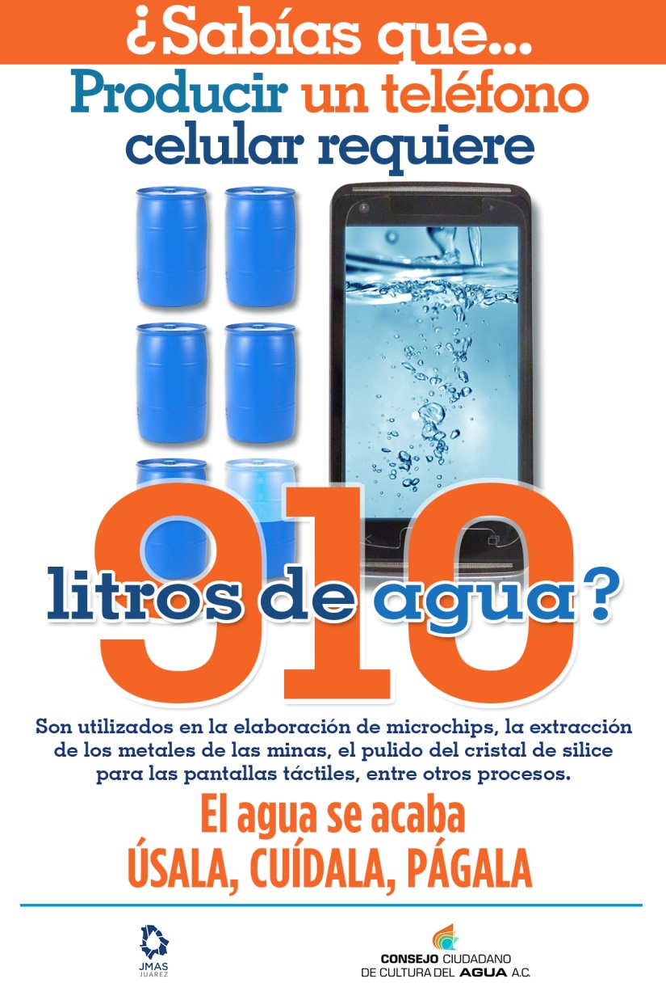 ¿Sabías que...
Producir un teléfono
celular requiere
910
litros de agua?
Son utilizados en la elaboración de microchips, la extracción
de los metales de las minas, el pulido del cristal de silice
para las pantallas táctiles, entre otros procesos.
El agua se acaba
ÚSALA, CUÍDALA, PÁGALA
JMAS
JUÁREZ
CONSEJO CIUDADANO
DE CULTURA DEL AGUA A.C.